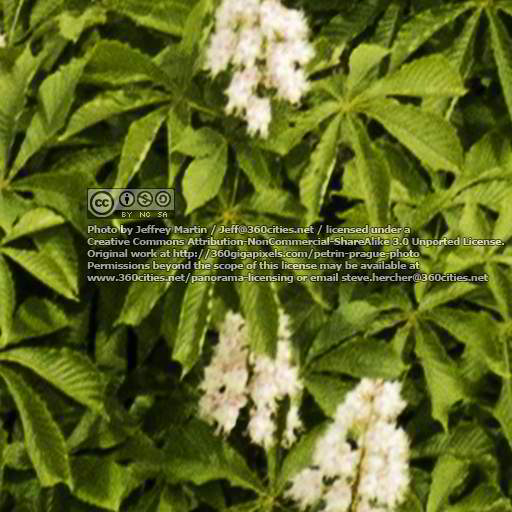 cc
BY NC SA
Photo by Jeffrey Martin / Jeff@360cities.net / licensed under a
Creative Commons Attribution-NonCommercial-ShareAlike 3.0 Unported License.
Original work at http://360gigapixels.com/petrin-prague-photo
Permissions beyond the scope of this license may be available at
www.360cities.net/panorama-licensing or email steve.hercher@360cities.net